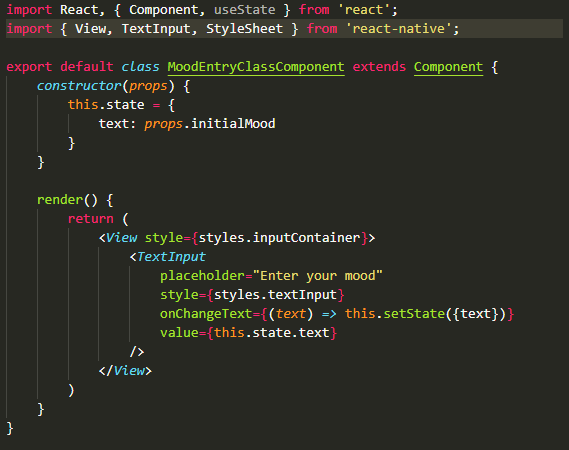 import React, { Component, useState } from 'react';
import { View, TextInput, StyleSheet } from 'react-native';

export default class MoodEntryClassComponent extends Component {
    constructor(props) {
        this.state = {
            text: props.initialMood
        }
    }

    render() {
        return (
            <View style={styles.inputContainer}>
                <TextInput
                    placeholder="Enter your mood"
                    style={styles.textInput}
                    onChangeText={(text) => this.setState({text})}
                    value={this.state.text}
                />
            </View>
        )
    }
}